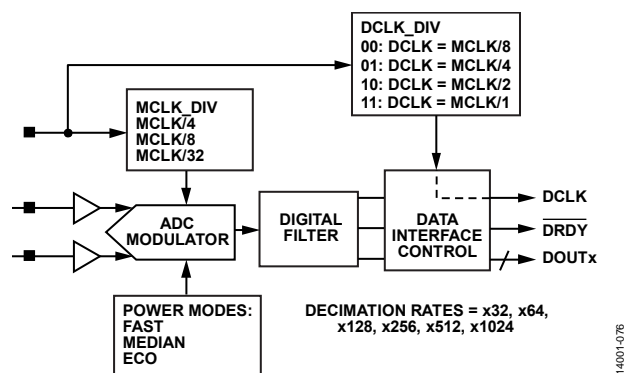 DCLK_DIV
00: DCLK = MCLK/8
01: DCLK = MCLK/4
10: DCLK = MCLK/2
11: DCLK = MCLK/1
MCLK_DIV
MCLK/4
MCLK/8
MCLK/32
ADC
MODULATOR
DIGITAL
FILTER
DATA
INTERFACE
CONTROL
DCLK
DRDY
DOUTx
POWER MODES:
FAST
MEDIAN
ECO
DECIMATION RATES = x32, x64,
x128, x256, x512, x1024
14001-076